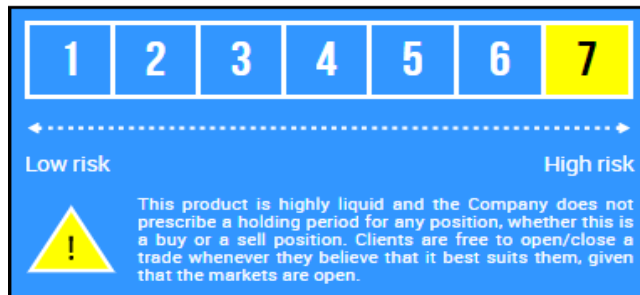 1 2 3 4 5 6 7
Low risk High risk
This product is highly liquid and the Company does not
prescribe a holding period for any position, whether this is
a buy or a sell position. Clients are free to open/close a
trade whenever they believe that it best suits them, given
that the markets are open.
!